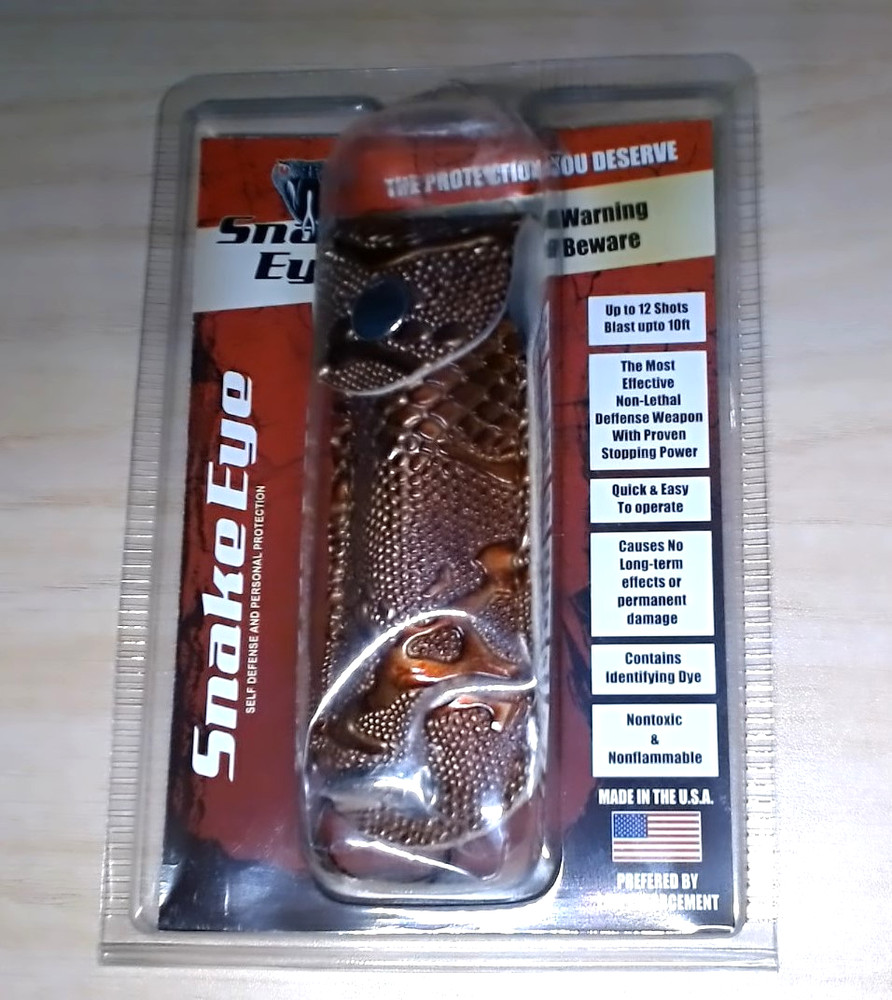 THE PROTECTION YOU DESERVE
Warning
Beware
Up to 12 Shots
Blast upto 10ft
The Most
Effective
Non-Lethal
Deffense Weapon
With Proven
Stopping Power
Quick & Easy
To operate
Causes No
Long-term
effects or
permanent
damage
Contains
Identifying Dye
Nontoxic
&
Nonflammable
MADE IN THE U.S.A.
PREFERED BY
Snake Eye
SELF DEFENSE AND PERSONAL PROTECTION